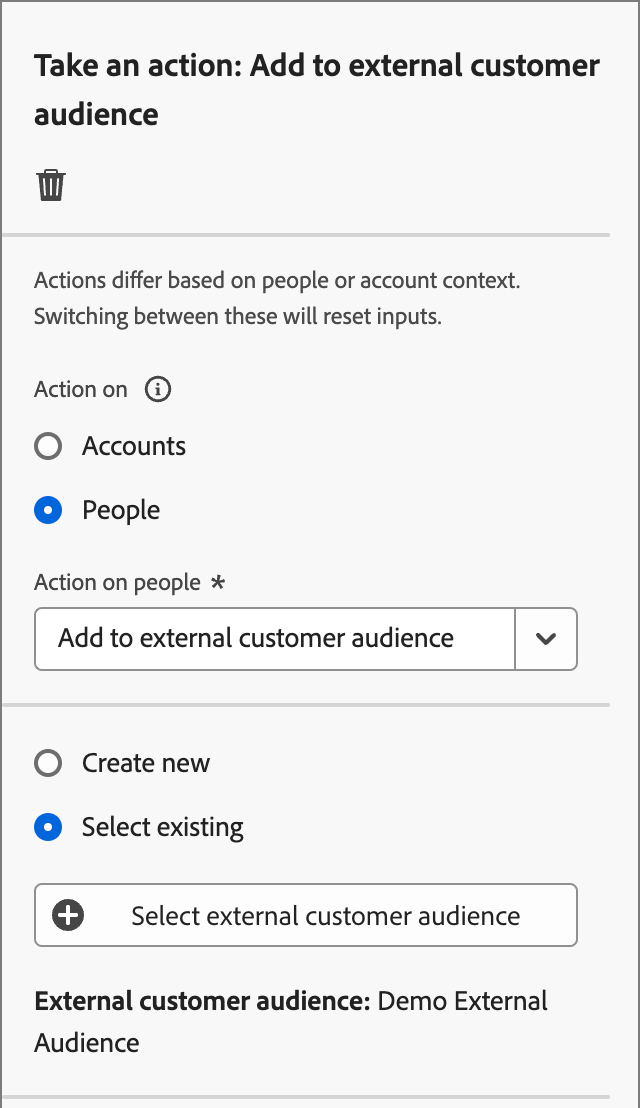 Take an action: Add to external customer
audience
Actions differ based on people or account context.
Switching between these will reset inputs.
Action on
Accounts
People
Action on people *
Add to external customer audience
Create new
Select existing
Select external customer audience
External customer audience: Demo External
Audience